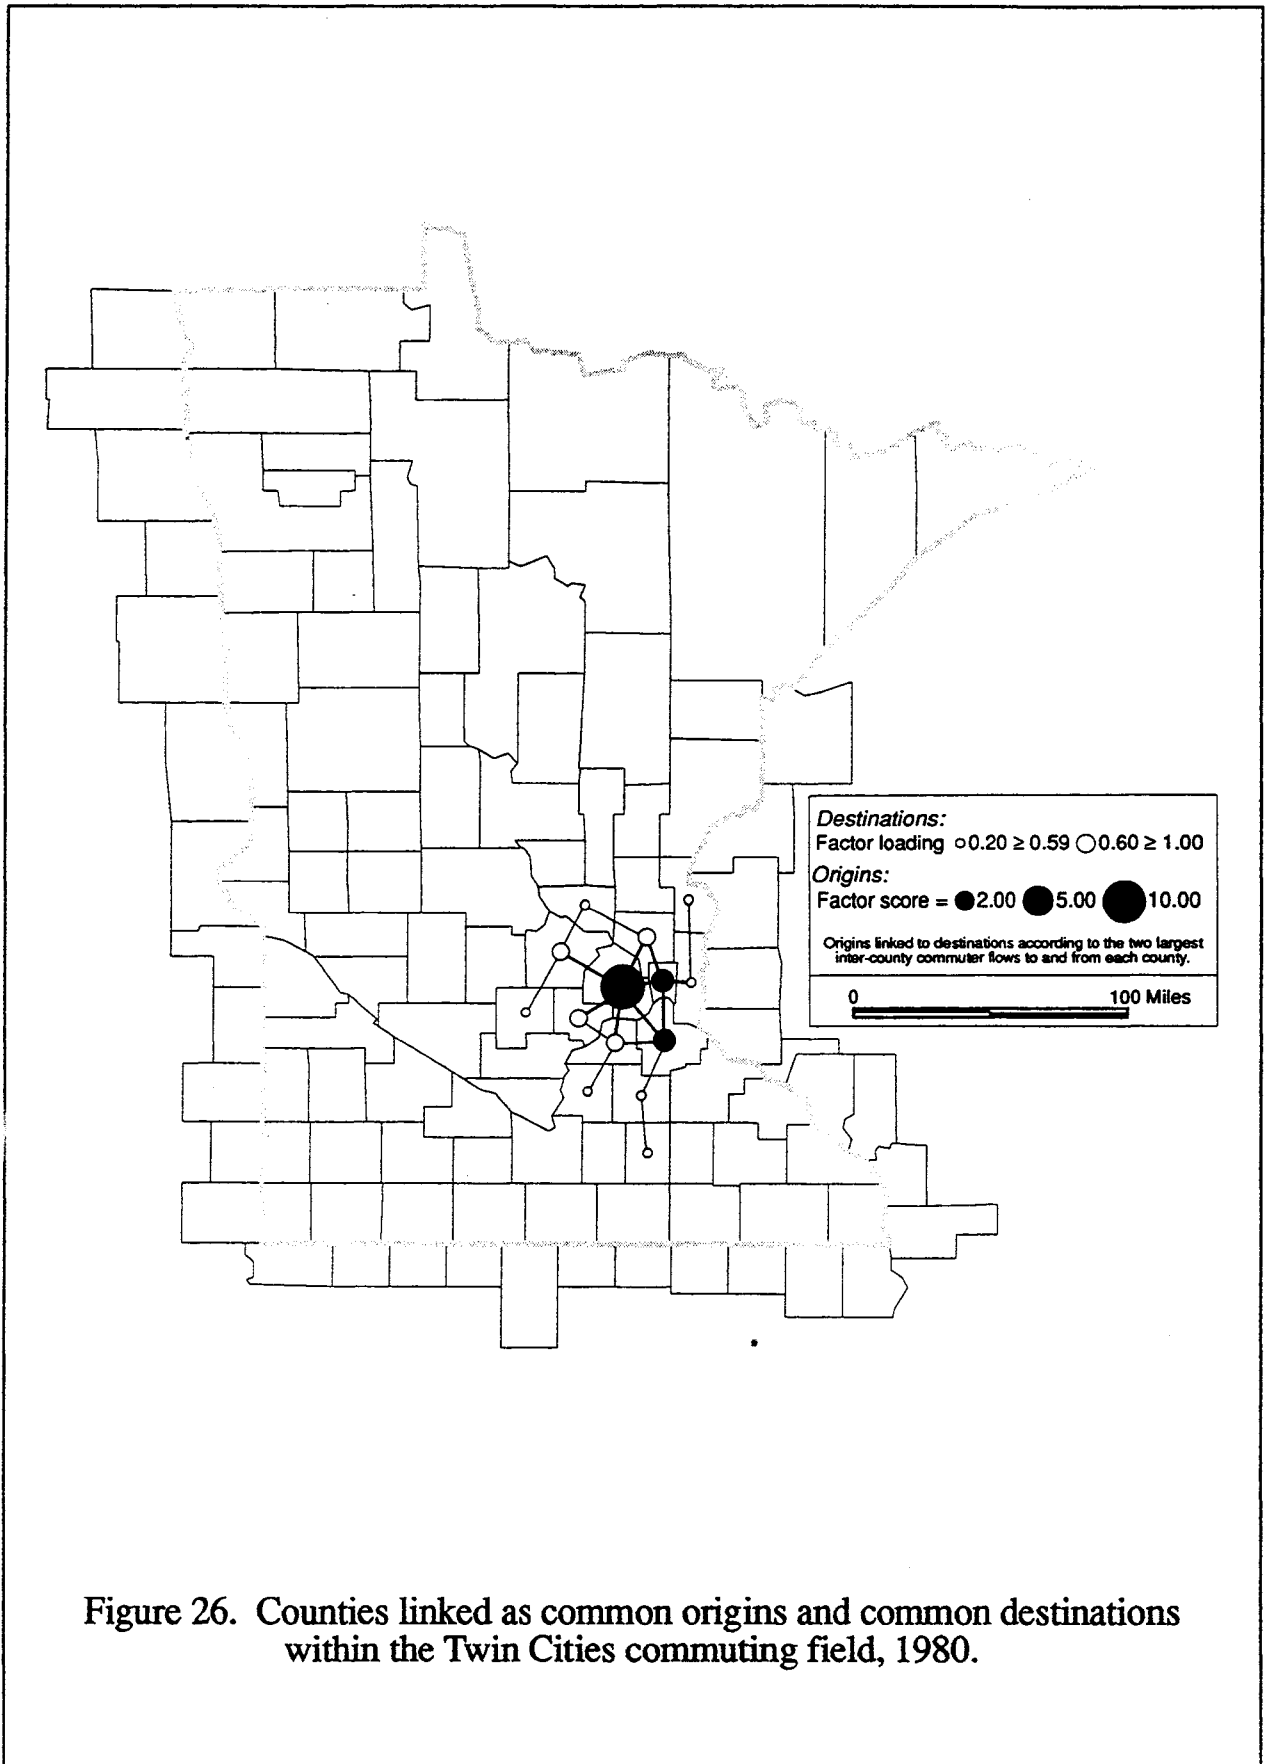 Destinations:
Factor loading 0.20 ≥ 0.59 0.60 ≥ 1.00
Origins:
Factor score = 2.00 5.00 10.00
Origins linked to destinations according to the two largest
inter-county commuter flows to and from each county.
0 100 Miles
Figure 26. Counties linked as common origins and common destinations
within the Twin Cities commuting field, 1980.